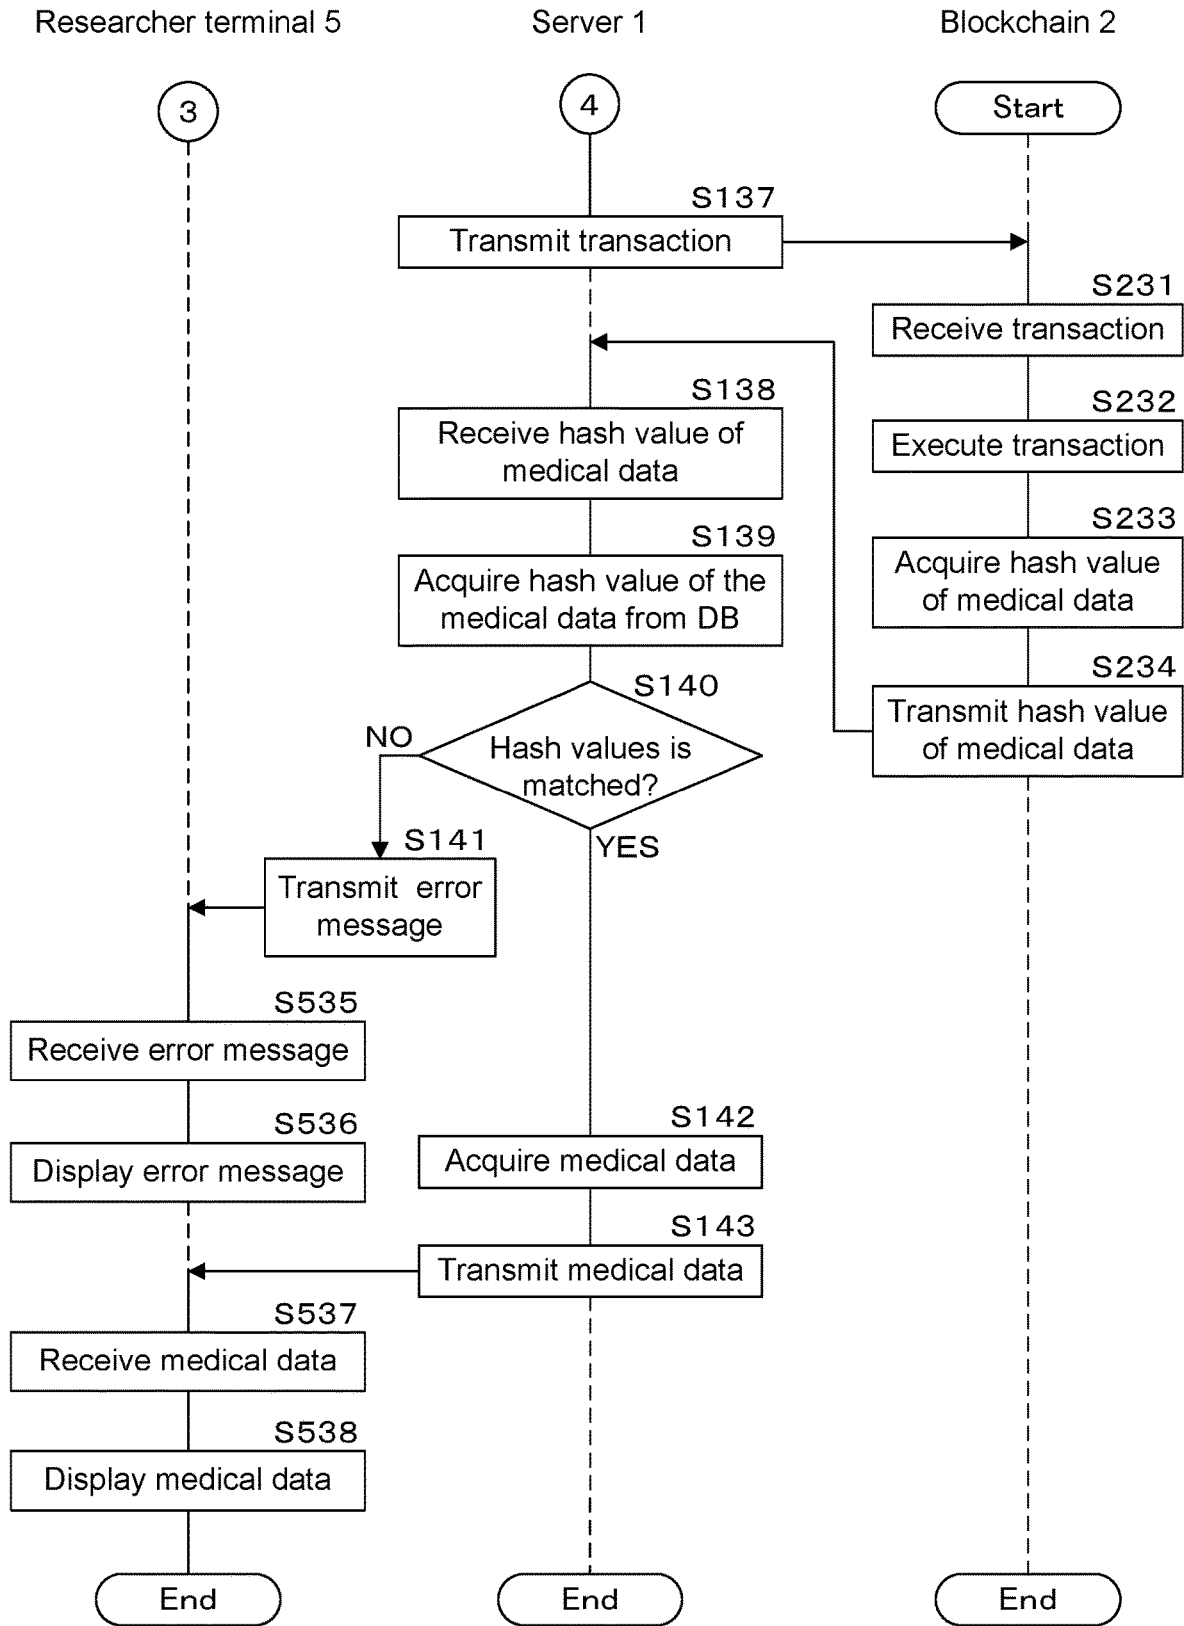 Researcher terminal 5
Server 1
Blockchain 2
3
4
Start
S137
Transmit transaction
S231
Receive transaction
S138
Receive hash value of
medical data
S232
Execute transaction
S139
Acquire hash value of the
medical data from DB
S233
Acquire hash value
of medical data
S140
Hash values is
matched?
S234
Transmit hash value
of medical data
NO
YES
S141
Transmit error
message
S535
Receive error message
S536
Display error message
S142
Acquire medical data
S143
Transmit medical data
S537
Receive medical data
S538
Display medical data
End
End
End